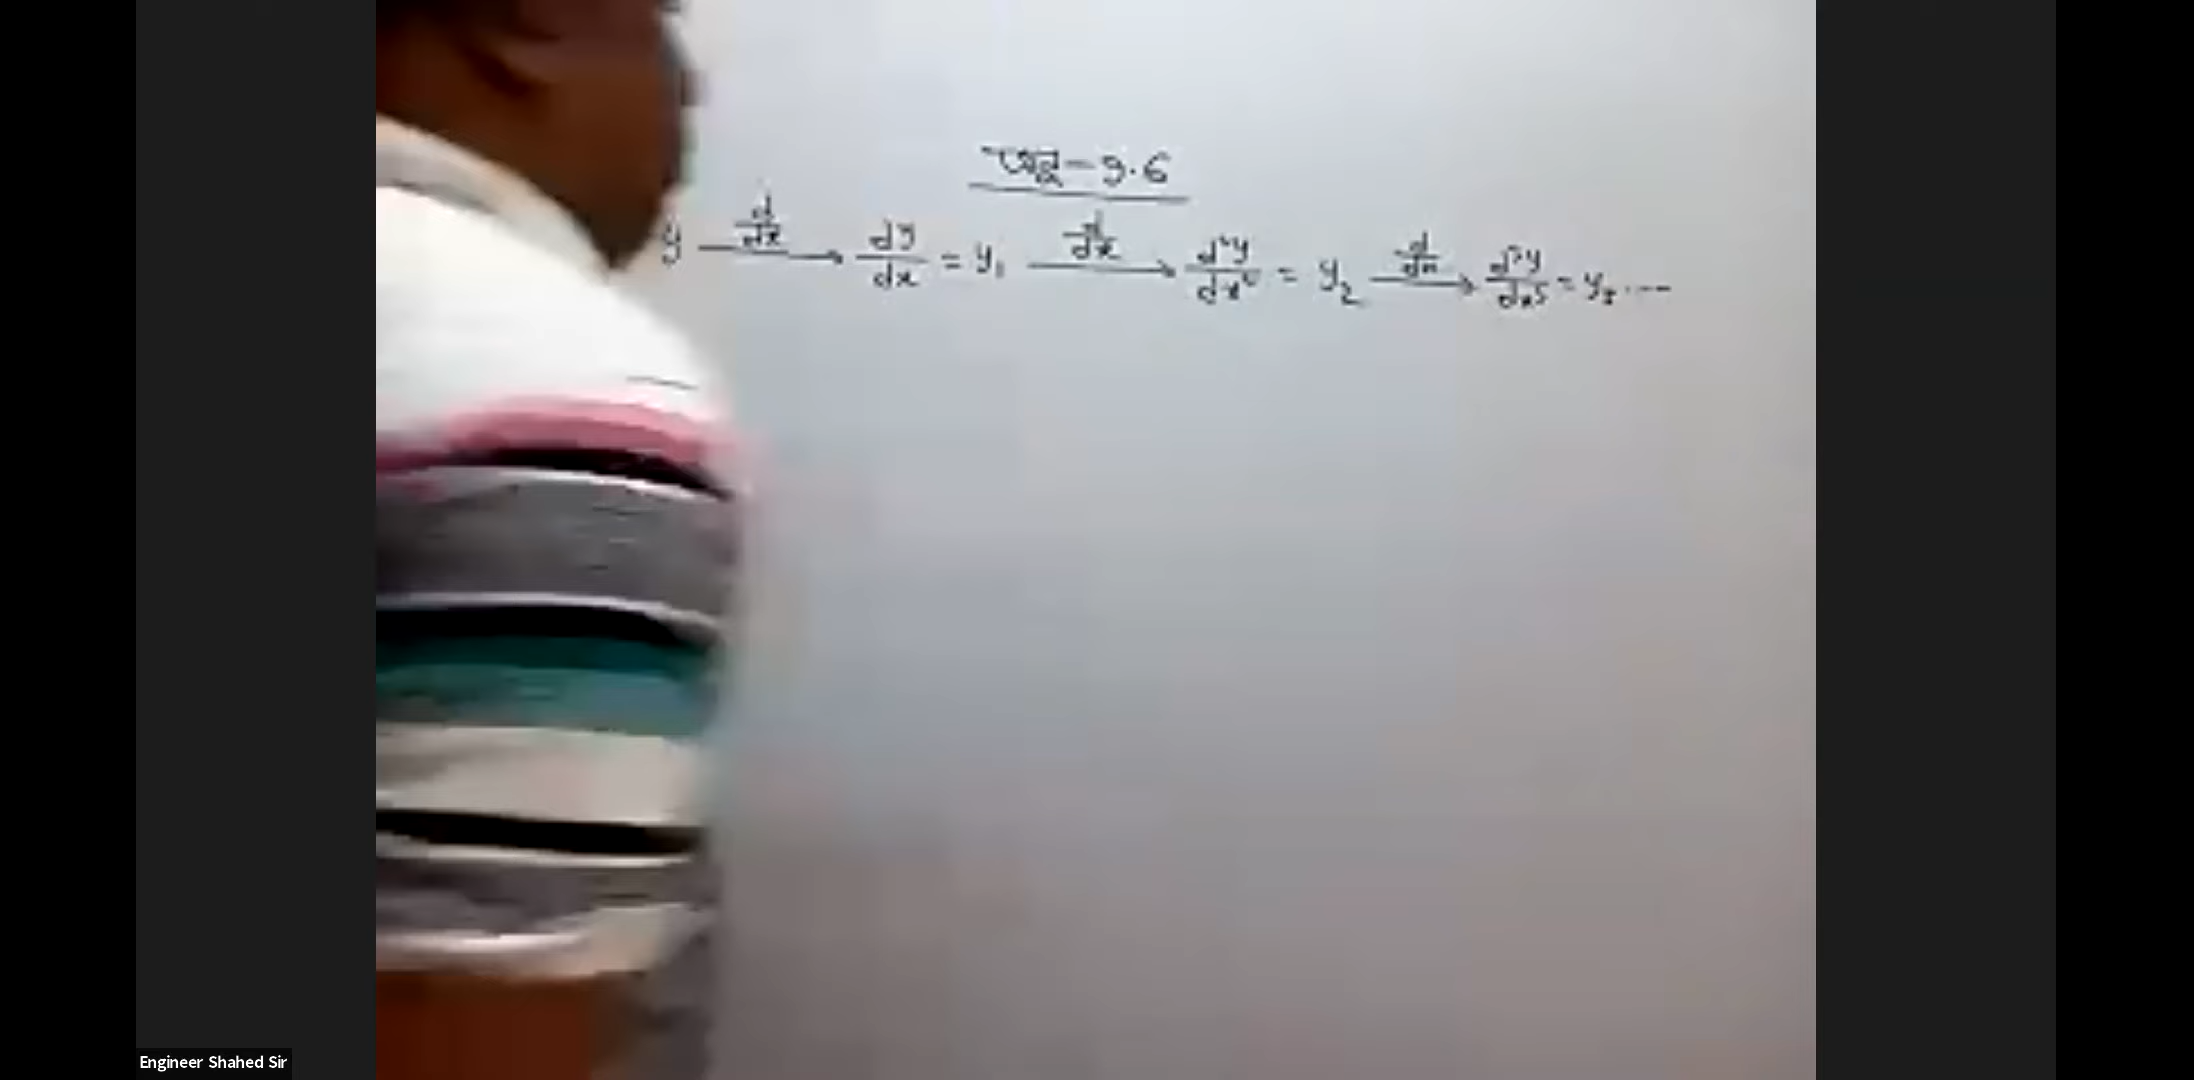 অনু-9.6
y d/dx → dy/dx = y₁ d/dx → d²y/dx² = y₂ d/dx → d³y/dx³ = y₃ ....
Engineer Shahed Sir